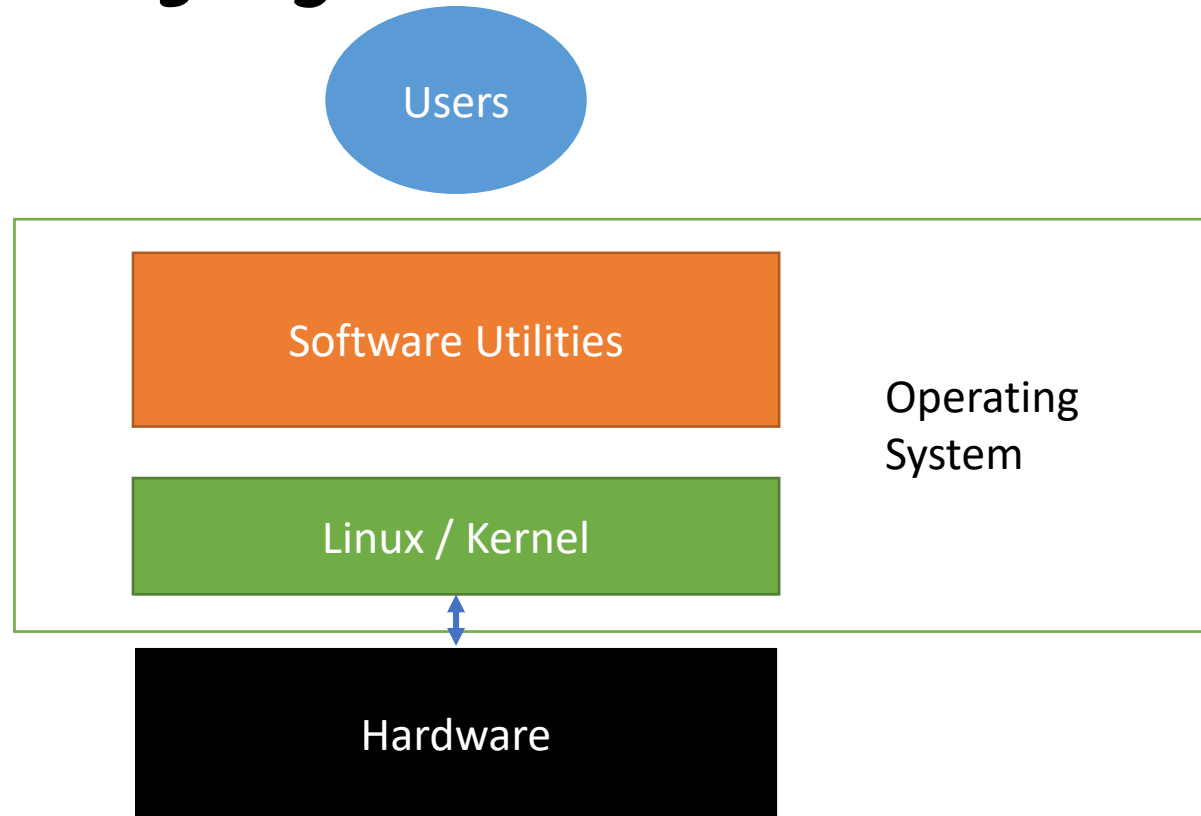 Users
Software Utilities
Operating
System
Linux / Kernel
Hardware